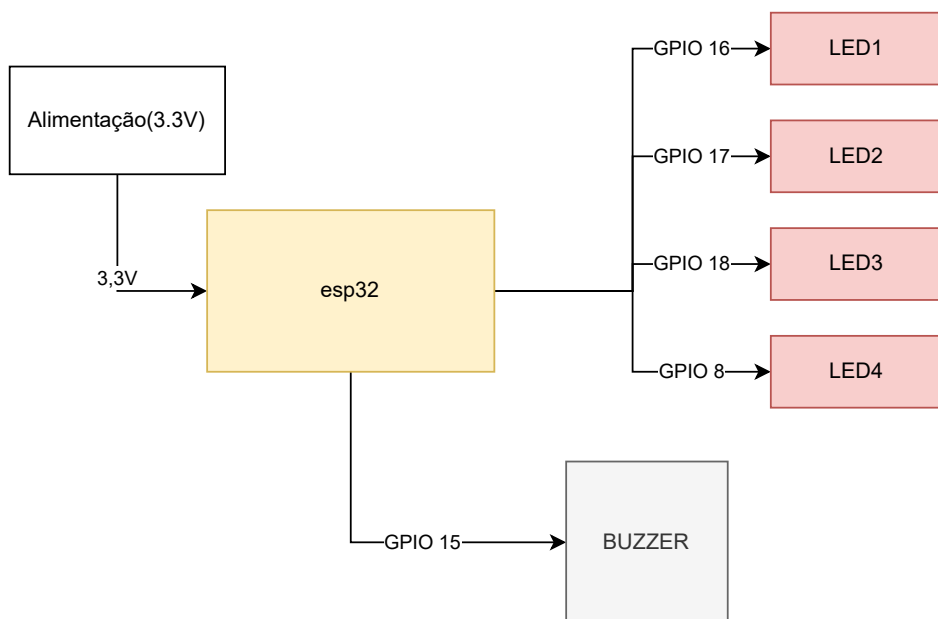 GPIO 16
LED1
Alimentação(3.3V)
GPIO 17
LED2
GPIO 18
LED3
3,3V
esp32
GPIO 8
LED4
GPIO 15
BUZZER